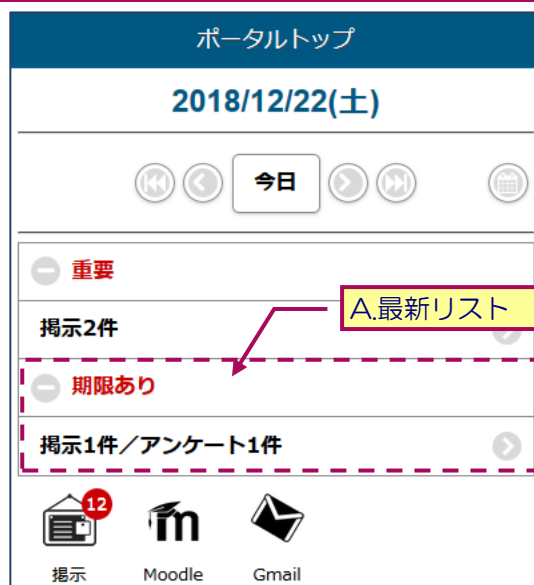 ポータルトップ
2018/12/22(土)
今日
重要
A.最新リスト
掲示2件
期限あり
掲示1件／アンケート1件
12
m
掲示 Moodle Gmail